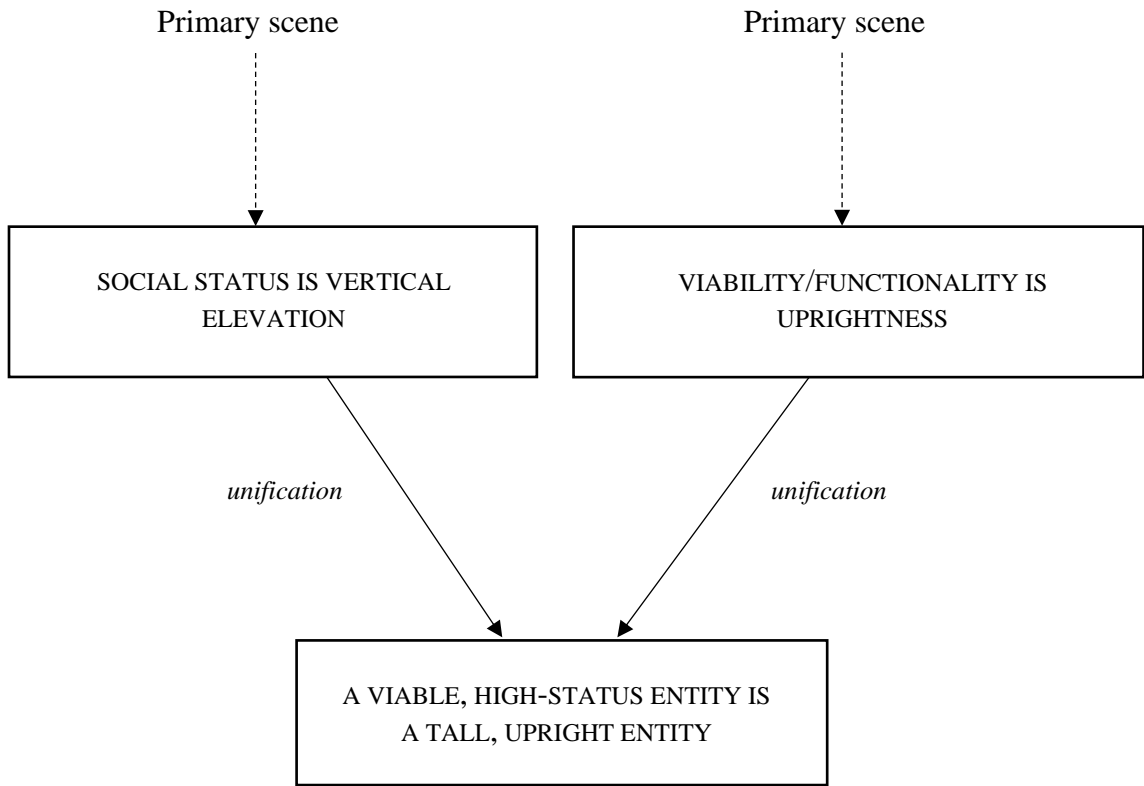 Primary scene
Primary scene
SOCIAL STATUS IS VERTICAL
ELEVATION
VIABILITY/FUNCTIONALITY IS
UPRIGHTNESS
unification
unification
A VIABLE, HIGH-STATUS ENTITY IS
A TALL, UPRIGHT ENTITY